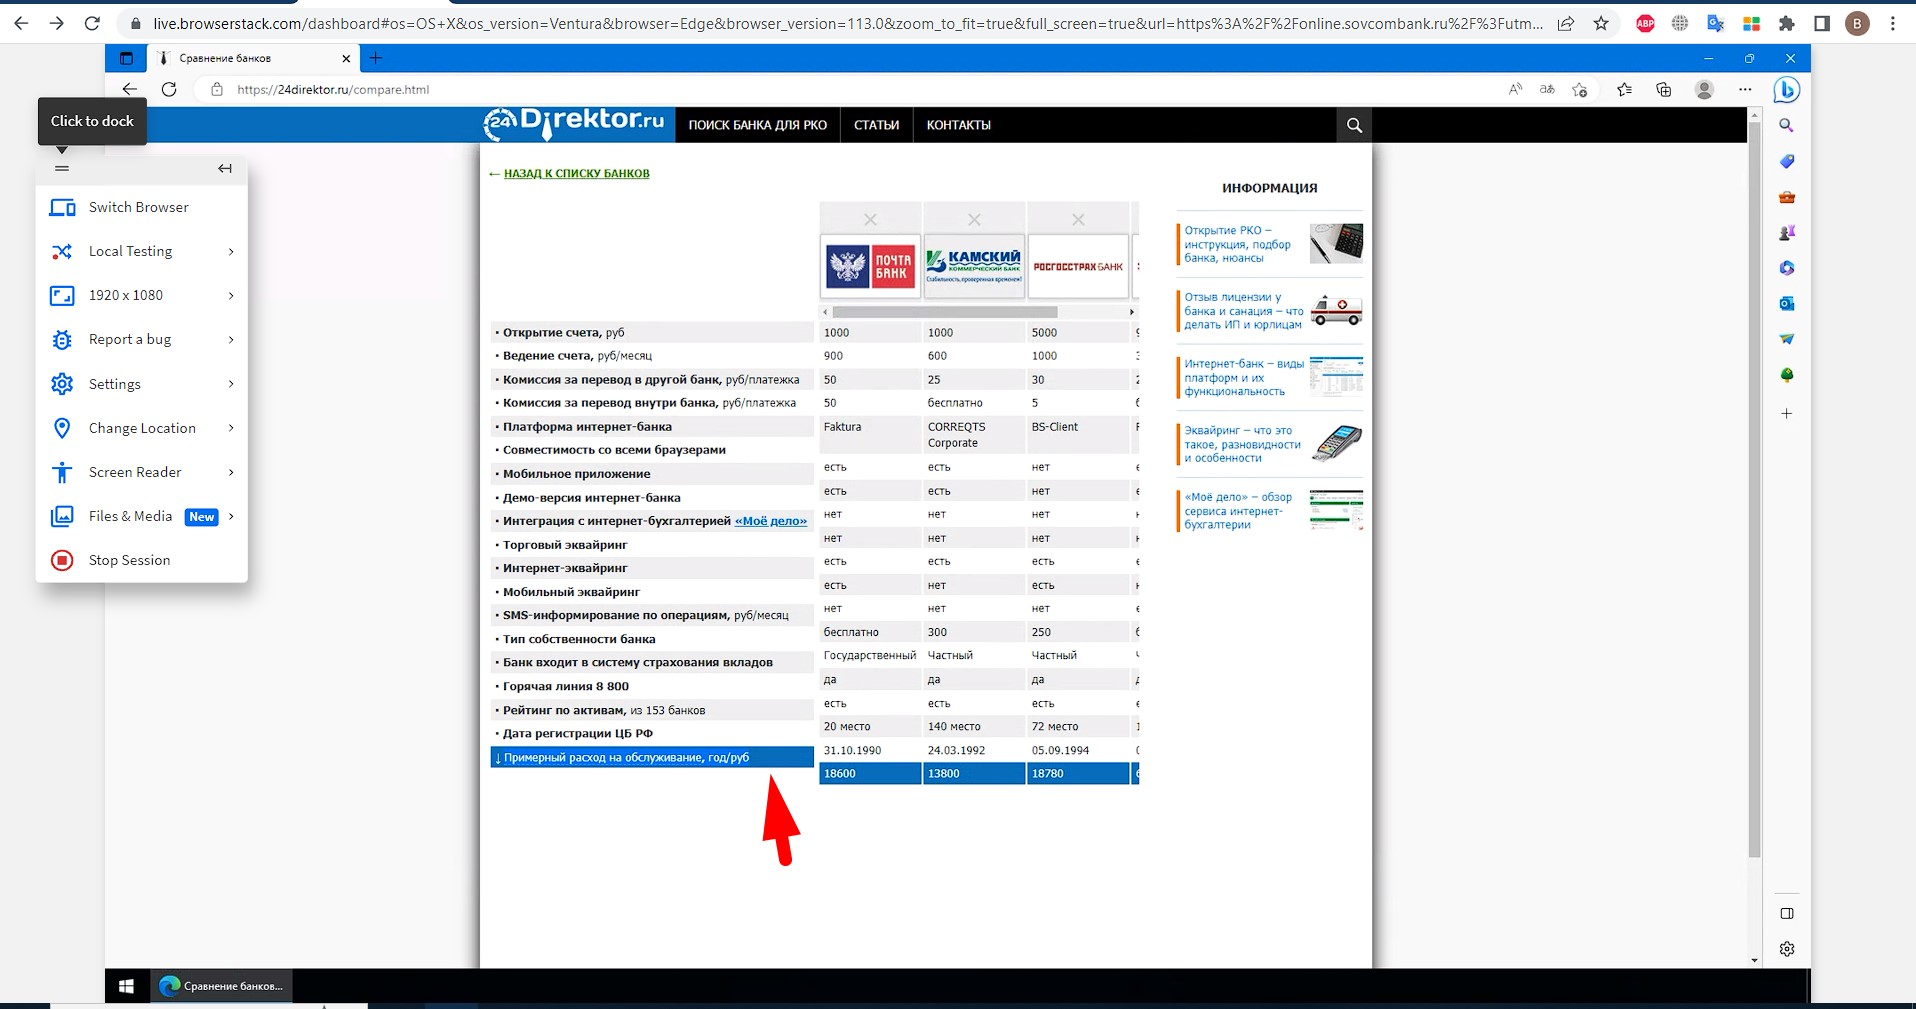 live.browserstack.com/dashboard#os=OS+X&os_version=Ventura&browser=Edge&browser_version=113.0&zoom_to_fit=true&full_screen=true&url=https%3A%2F%2Fonline.sovcombank.ru%2F%3Futm...
ABP
B
Сравнение банков
https://24direktor.ru/compare.html
Click to dock
Switch Browser
Local Testing
1920 x 1080
Report a bug
Settings
Change Location
Screen Reader
Files & Media New
Stop Session
24 Direktor.ru
ПОИСК БАНКА ДЛЯ РКО
СТАТЬИ
КОНТАКТЫ
← НАЗАД К СПИСКУ БАНКОВ
ПОЧТА БАНК
КАМСКИЙ
КОММЕРЧЕСКИЙ БАНК
Стабильность, проверенная временем!
РОСГОССТРАХ БАНК
• Открытие счета, руб 1000 1000 5000
• Ведение счета, руб/месяц 900 600 1000
• Комиссия за перевод в другой банк, руб/платежка 50 25 30
• Комиссия за перевод внутри банка, руб/платежка 50 бесплатно 5
• Платформа интернет-банка Faktura CORREQTS BS-Client
Corporate
• Совместимость со всеми браузерами
есть есть нет
• Мобильное приложение
есть есть нет
• Демо-версия интернет-банка
нет нет нет
• Интеграция с интернет-бухгалтерией «Моё дело»
нет нет нет
• Торговый эквайринг
есть есть есть
• Интернет-эквайринг
есть нет есть
• Мобильный эквайринг
нет нет нет
• SMS-информирование по операциям, руб/месяц
бесплатно 300 250
• Тип собственности банка
Государственный Частный Частный
• Банк входит в систему страхования вкладов
да да да
• Горячая линия 8 800
есть есть есть
• Рейтинг по активам, из 153 банков
20 место 140 место 72 место
• Дата регистрации ЦБ РФ
31.10.1990 24.03.1992 05.09.1994
↓ Примерный расход на обслуживание, год/руб
18600 13800 18780
ИНФОРМАЦИЯ
Открытие РКО –
инструкция, подбор
банка, нюансы
Отзыв лицензии у
банка и санация – что
делать ИП и юрлицам
Интернет-банк – виды
платформ и их
функциональность
Эквайринг – что это
такое, разновидности
и особенности
«Моё дело» – обзор
сервиса интернет-
бухгалтерии
Сравнение банков...